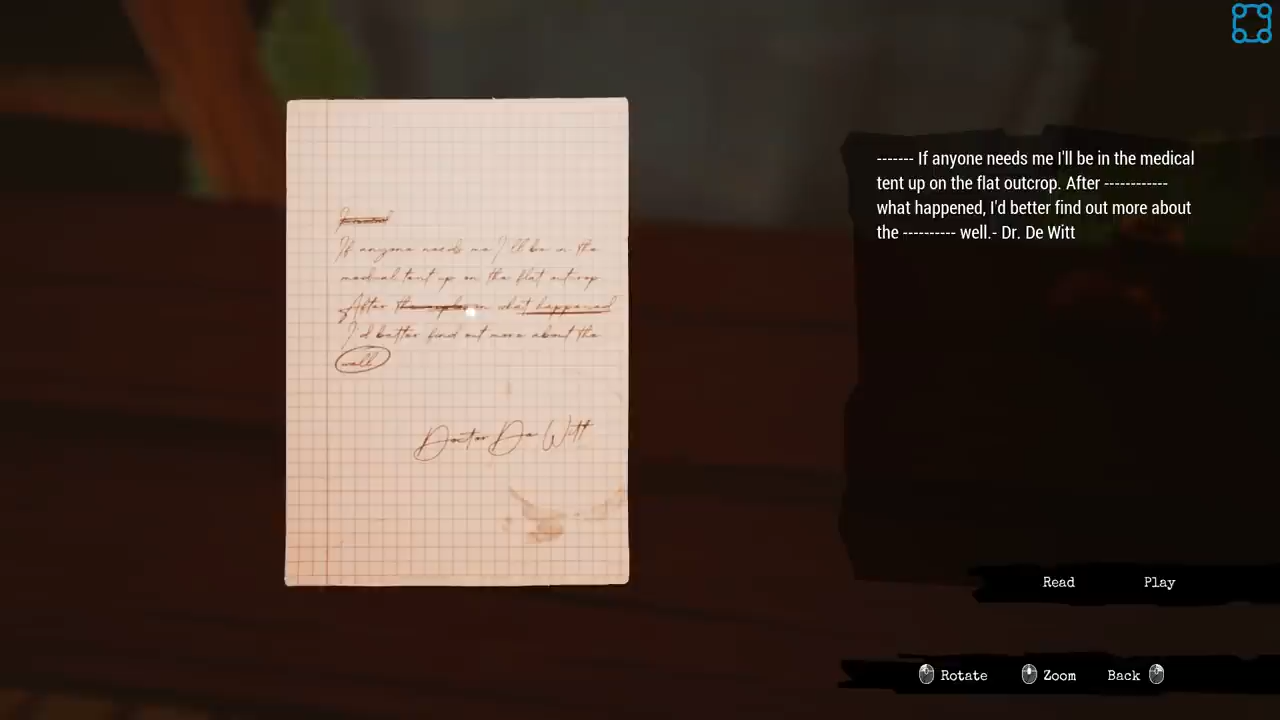 If anyone needs me I'll be in the
medical tent up on the flat outcrop
After what happened
I'd better find out more about the
well
Doctor De Witt
------- If anyone needs me I'll be in the medical
tent up on the flat outcrop. After ------------
what happened, I'd better find out more about
the ---------- well.- Dr. De Witt
Read Play
Rotate Zoom Back